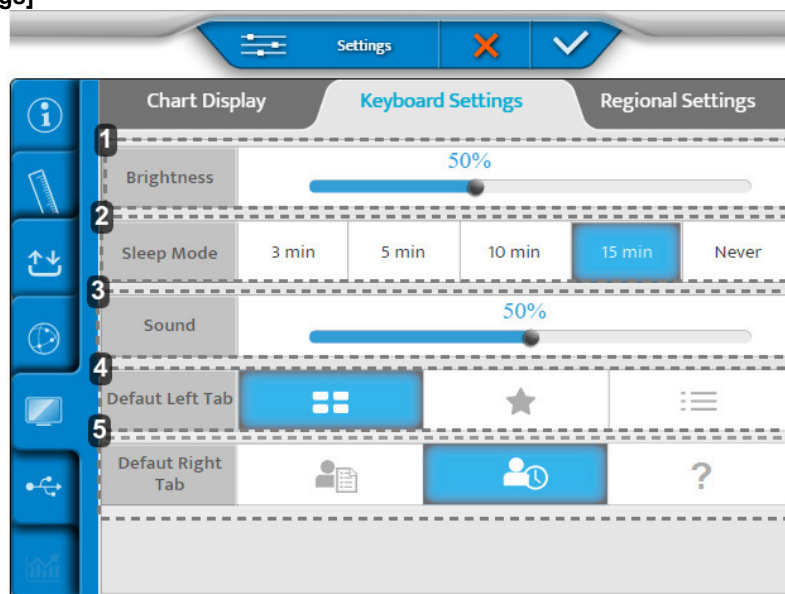 Settings
Chart Display Keyboard Settings Regional Settings
1
Brightness 50%
2
Sleep Mode 3 min 5 min 10 min 15 min Never
3
Sound 50%
4
Defaut Left Tab
5
Defaut Right
Tab ?